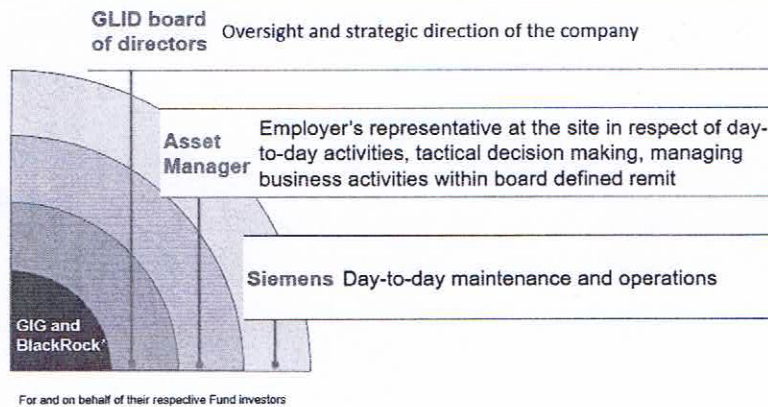 GLID board
of directors
Oversight and strategic direction of the company
Asset
Manager
Employer's representative at the site in respect of day-
to-day activities, tactical decision making, managing
business activities within board defined remit
Siemens
Day-to-day maintenance and operations
GIG and
BlackRock'
For and on behalf of their respective Fund investors